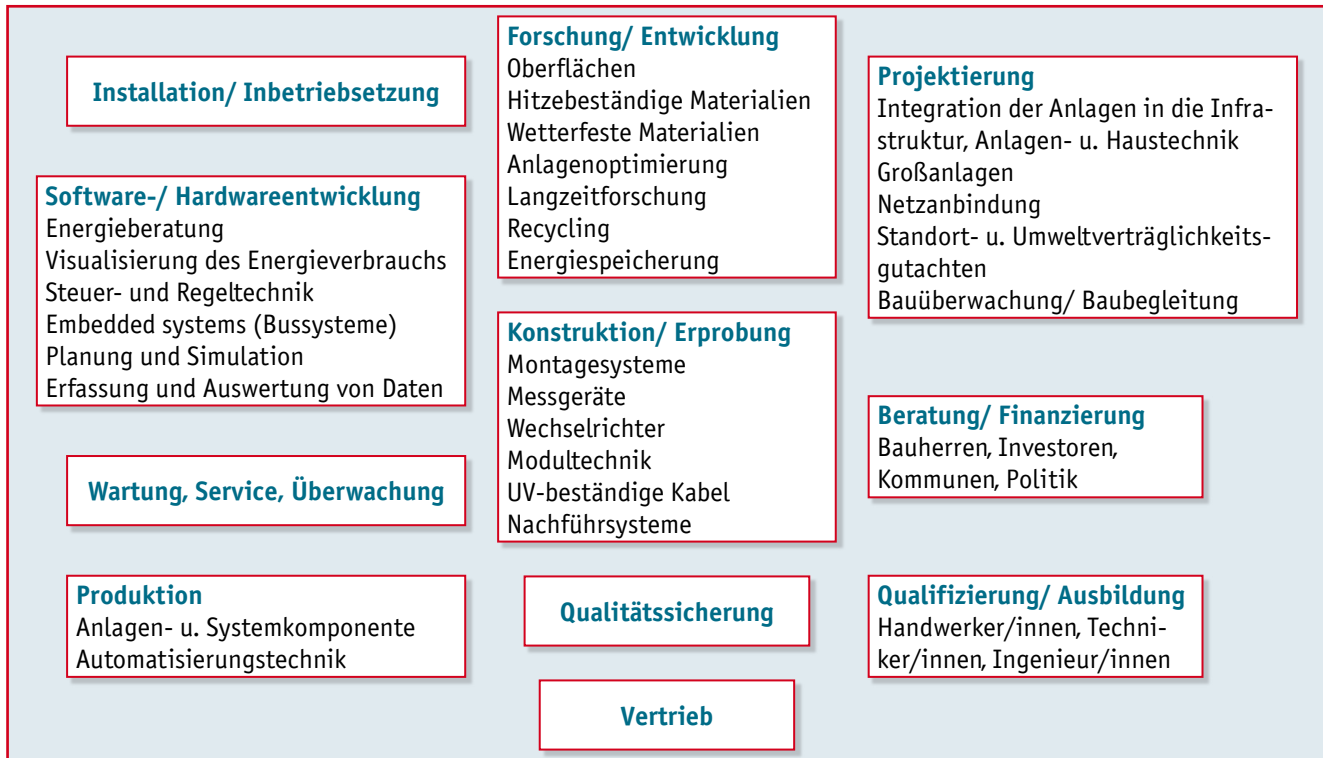 Installation/ Inbetriebsetzung
Software-/ Hardwareentwicklung
Energieberatung
Visualisierung des Energieverbrauchs
Steuer- und Regeltechnik
Embedded systems (Bussysteme)
Planung und Simulation
Erfassung und Auswertung von Daten
Wartung, Service, Überwachung
Produktion
Anlagen- u. Systemkomponente
Automatisierungstechnik
Forschung/ Entwicklung
Oberflächen
Hitzebeständige Materialien
Wetterfeste Materialien
Anlagenoptimierung
Langzeitforschung
Recycling
Energiespeicherung
Konstruktion/ Erprobung
Montagesysteme
Messgeräte
Wechselrichter
Modultechnik
UV-beständige Kabel
Nachführsysteme
Qualitätssicherung
Vertrieb
Projektierung
Integration der Anlagen in die Infra-
struktur, Anlagen- u. Haustechnik
Großanlagen
Netzanbindung
Standort- u. Umweltverträglichkeits-
gutachten
Bauüberwachung/ Baubegleitung
Beratung/ Finanzierung
Bauherren, Investoren,
Kommunen, Politik
Qualifizierung/ Ausbildung
Handwerker/innen, Techni-
ker/innen, Ingenieur/innen